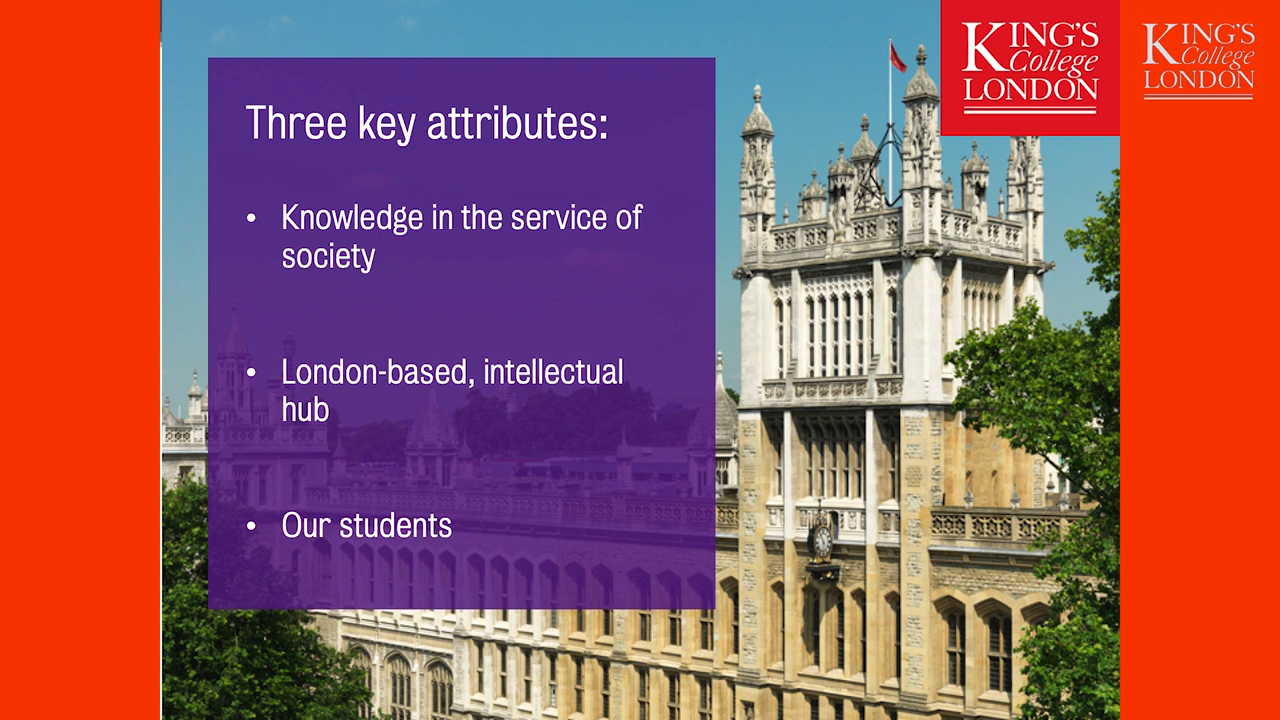 Three key attributes:
• Knowledge in the service of
society
• London-based, intellectual
hub
• Our students
KING'S
College
LONDON
KING'S
College
LONDON